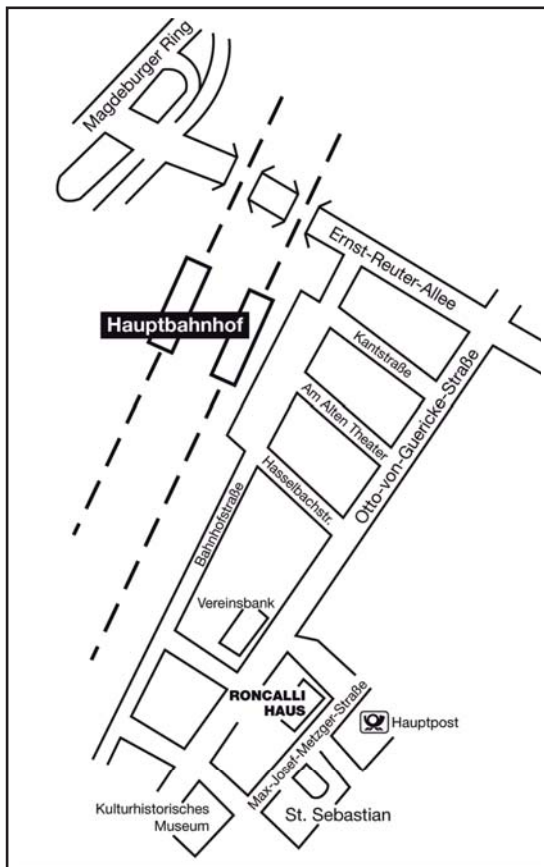 Magdeburger Ring
Ernst-Reuter-Allee
Hauptbahnhof
Kantstraße
Am Alten Theater
Otto-von-Guericke-Straße
Hasselbachstr.
Bahnhofstraße
Vereinsbank
RONCALLI
HAUS
Max-Josef-Metzger-Straße
Hauptpost
Kulturhistorisches
Museum
St. Sebastian